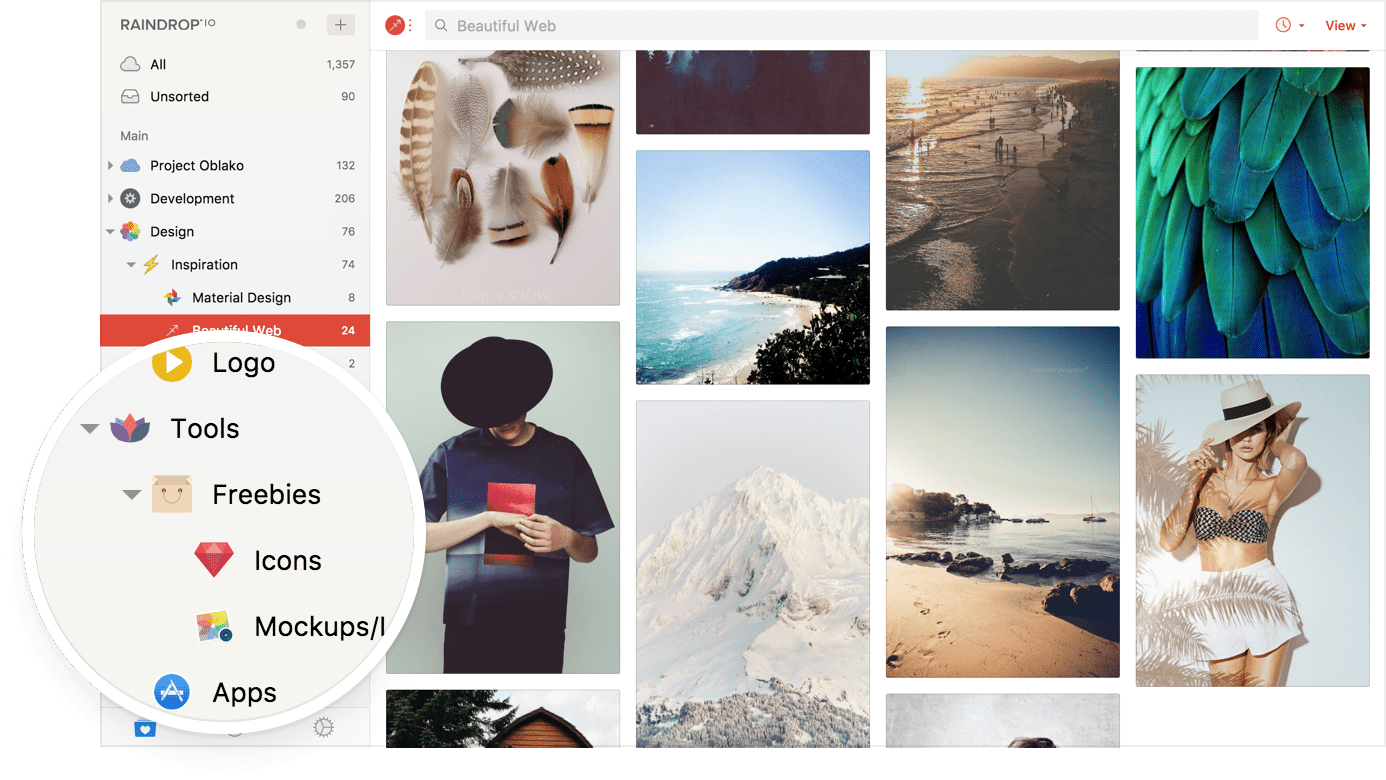 RAINDROP.IO
Beautiful Web
View
All 1,357
Unsorted 90
Main
Project Oblako 132
Development 206
Design 76
Inspiration 74
Material Design 8
Beautiful Web 24
Logo 2
Tools
Freebies
Icons
Mockups/
Apps